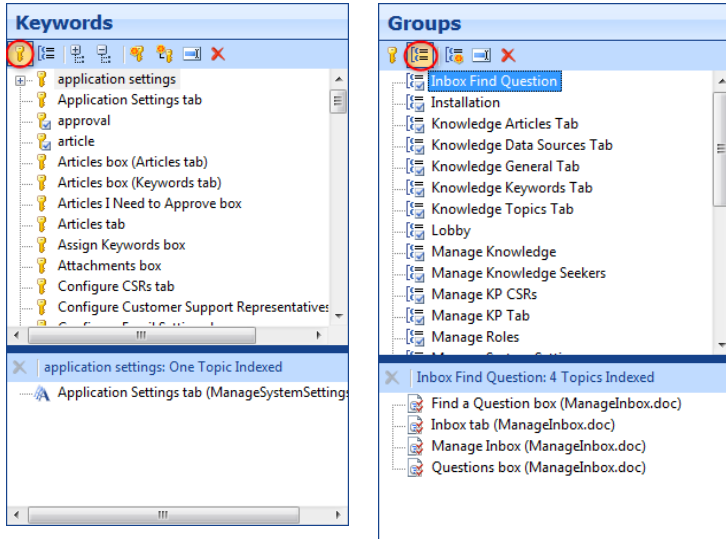 Keywords
application settings
Application Settings tab
approval
article
Articles box (Articles tab)
Articles box (Keywords tab)
Articles I Need to Approve box
Articles tab
Assign Keywords box
Attachments box
Configure CSRs tab
Configure Customer Support Representatives
application settings: One Topic Indexed
Application Settings tab (ManageSystemSettings
Groups
Inbox Find Question
Installation
Knowledge Articles Tab
Knowledge Data Sources Tab
Knowledge General Tab
Knowledge Keywords Tab
Knowledge Topics Tab
Lobby
Manage Knowledge
Manage Knowledge Seekers
Manage KP CSRs
Manage KP Tab
Manage Roles
Inbox Find Question: 4 Topics Indexed
Find a Question box (ManageInbox.doc)
Inbox tab (ManageInbox.doc)
Manage Inbox (ManageInbox.doc)
Questions box (ManageInbox.doc)